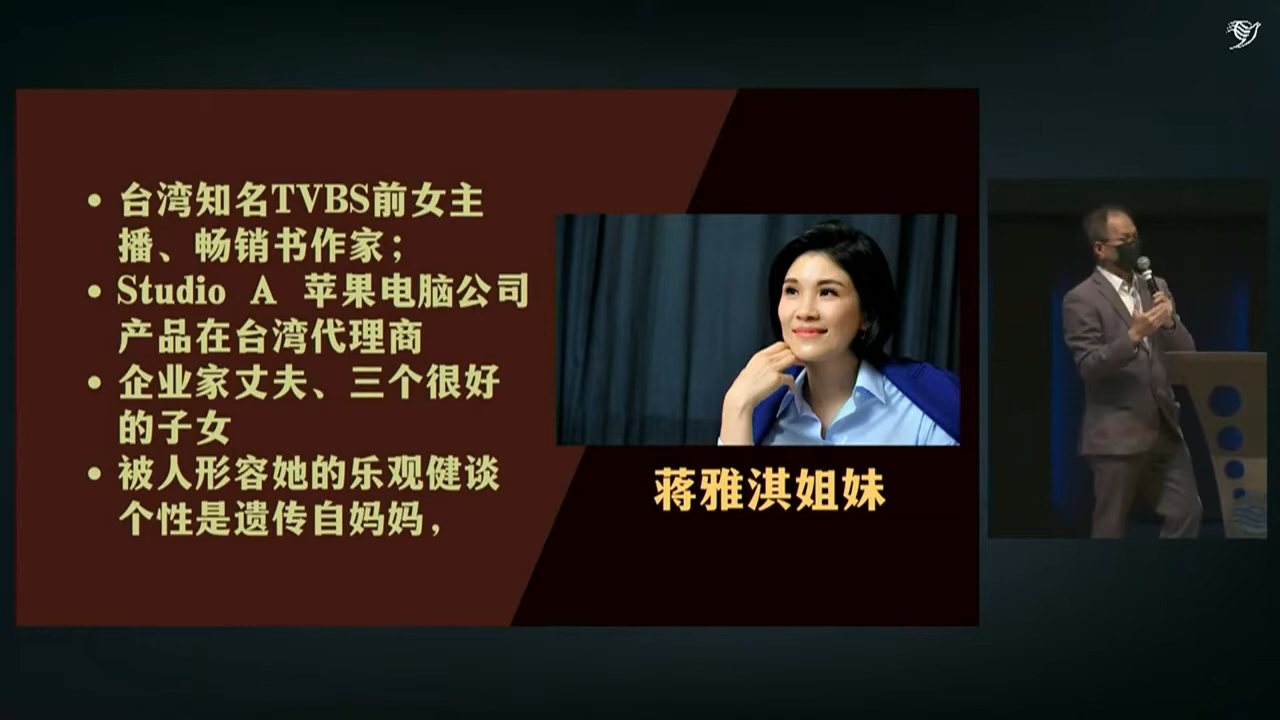 台湾知名TVBS前女主
播、畅销书作家；
Studio A 苹果电脑公司
产品在台湾代理商
企业家丈夫、三个很好
的子女
被人形容她的乐观健谈
个性是遗传自妈妈，
蒋雅淇姐妹